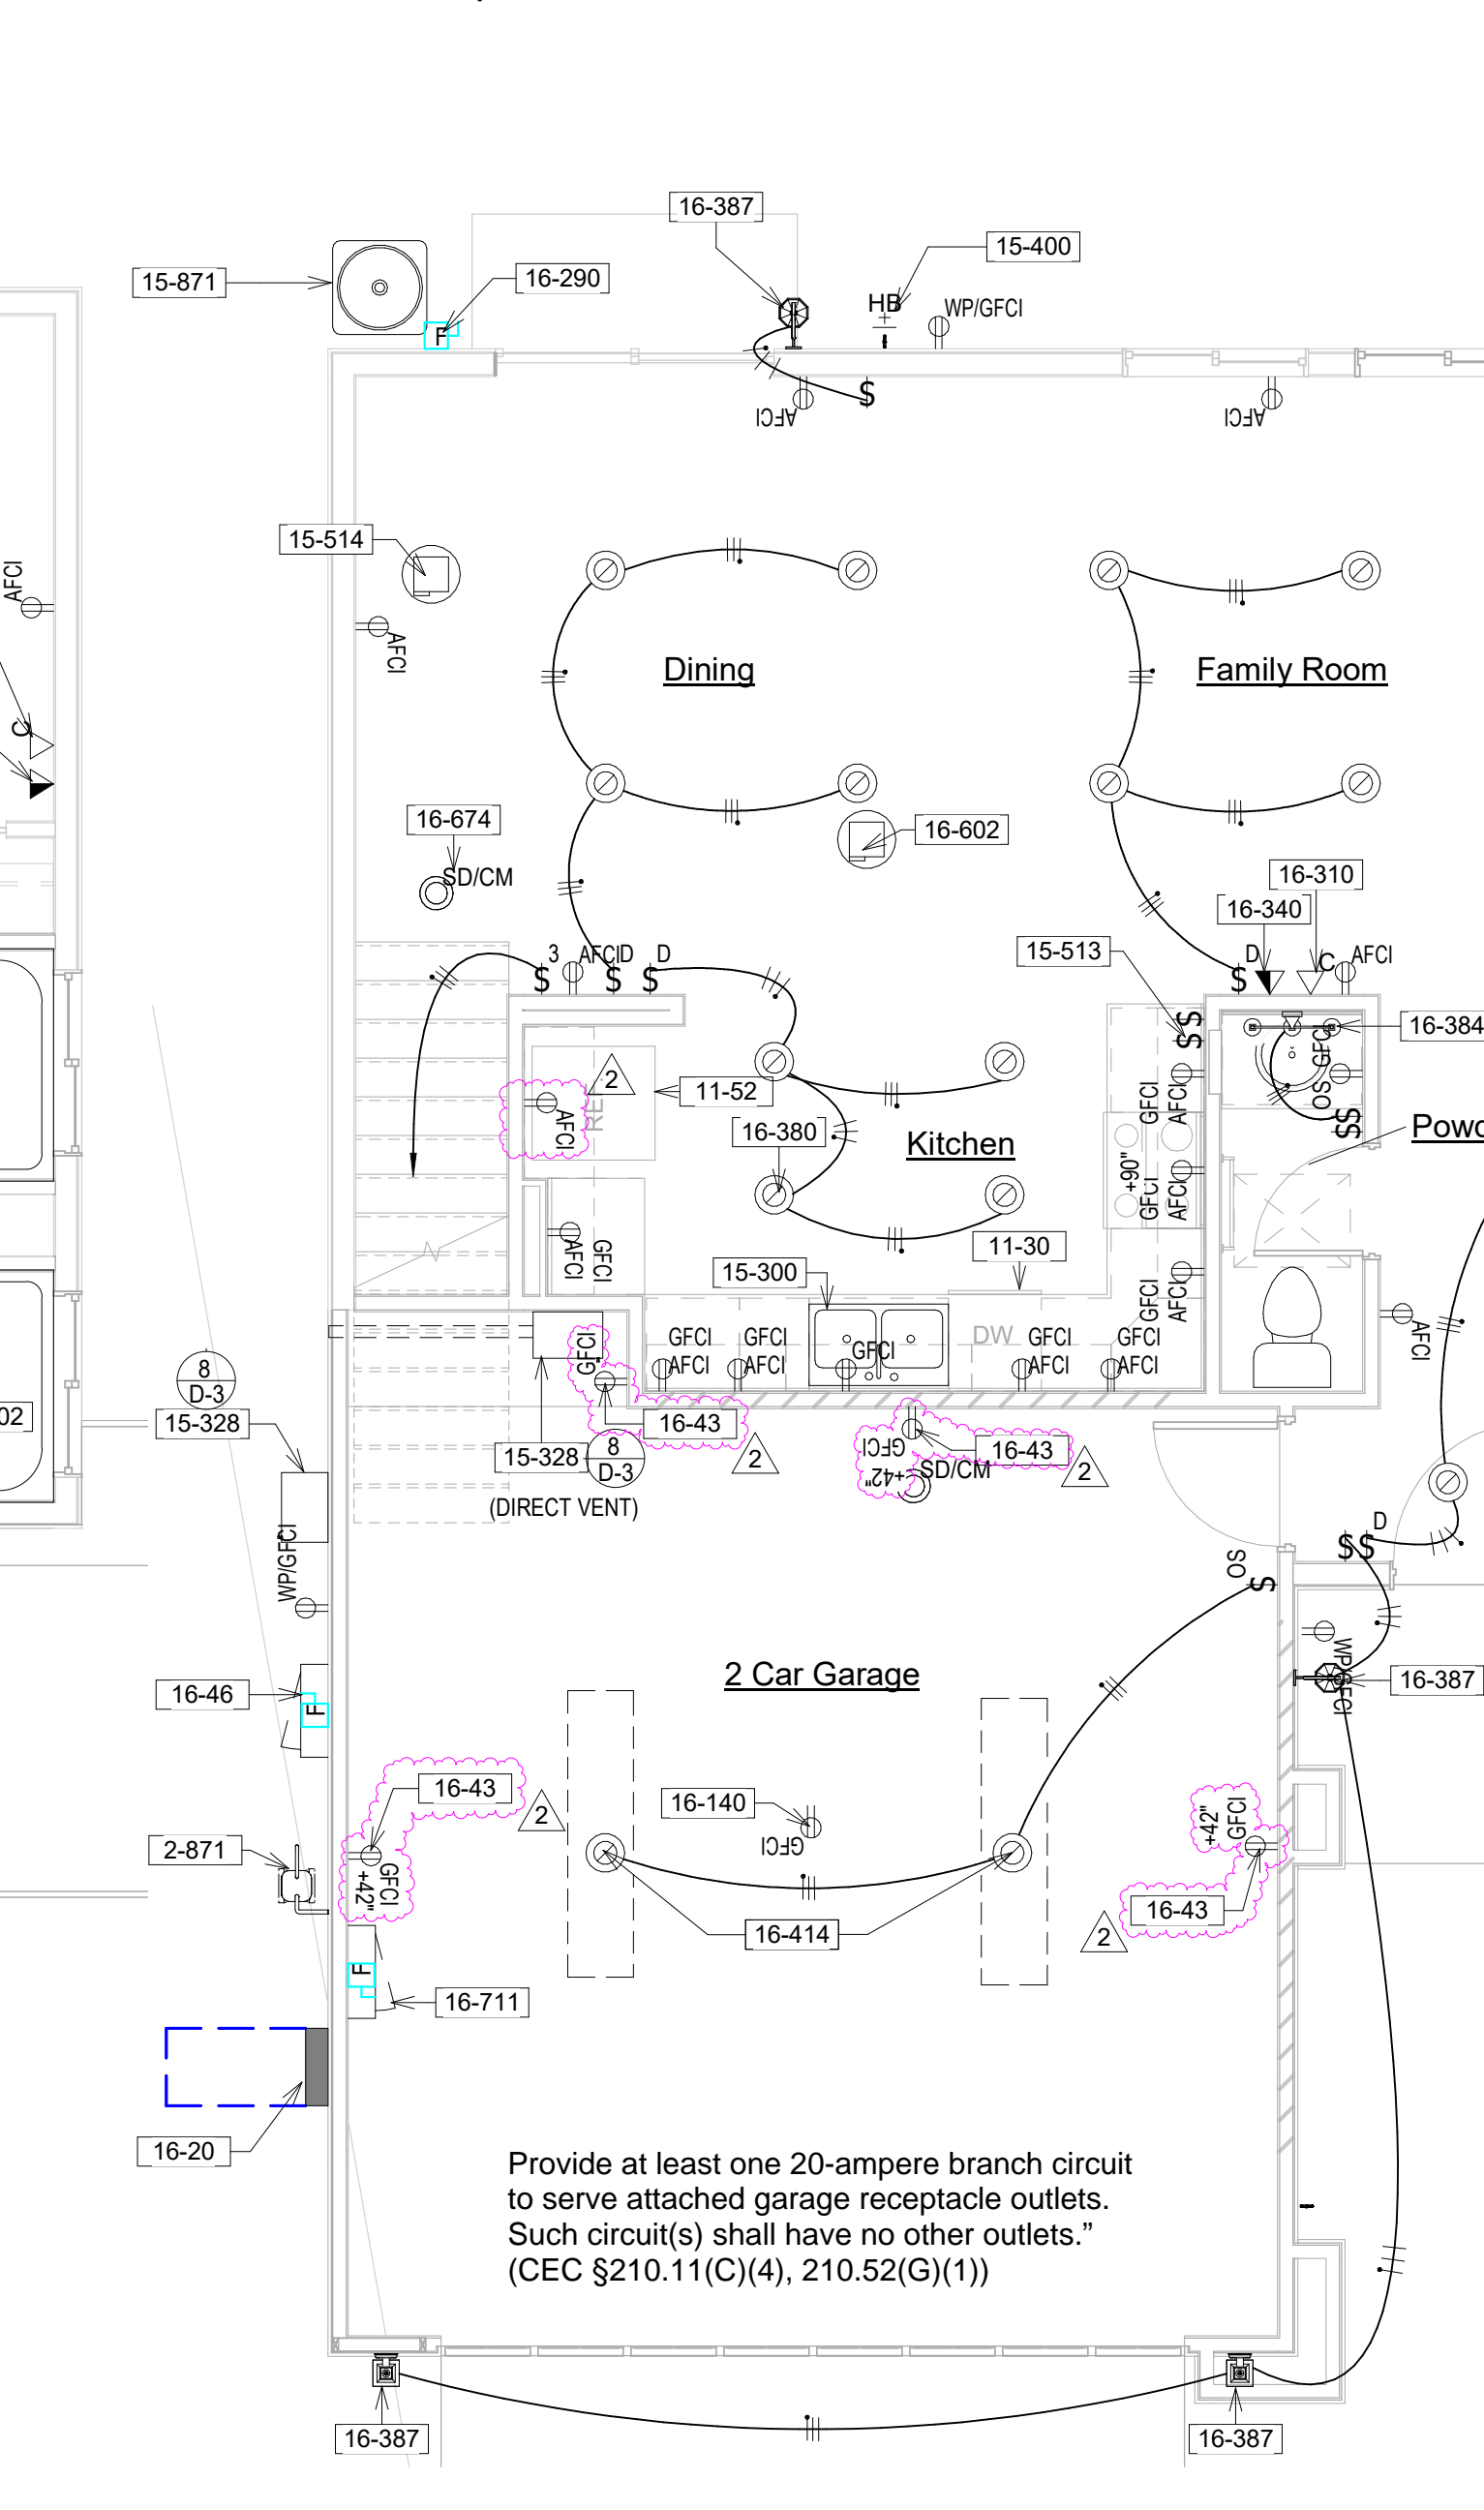 16-387
15-400
15-871
16-290
HB
WP/GFCI
F
$
AFCI
AFCI
15-514
AFCI
AFCI
Dining
Family Room
C
16-674
SD/CM
16-602
16-310
16-340
15-513
3
AFCI
D
D
$
$
$
D
$
C
AFCI
16-384
$$
2
11-52
AFCI
16-380
Kitchen
GFCI
AFCI
GFCI
OS
$$
+90"
GFCI
AFCI
AFCI
GFCI
11-30
15-300
GFCI
AFCI
AFCI
GFCI
GFCI
AFCI
GFCI
AFCI
GFCI
DW
GFCI
AFCI
GFCI
AFCI
8
D-3
02
15-328
16-43
2
15-328
8
D-3
(DIRECT VENT)
GFCI
+42"
16-43
SD/CM
2
D
$$
OS
$
WP/GFCI
2 Car Garage
WP/GFCI
16-387
16-46
F
16-43
2
16-140
GFCI
+42"
GFCI
2-871
GFCI
+42"
16-43
2
16-414
F
16-711
16-20
Provide at least one 20-ampere branch circuit
to serve attached garage receptacle outlets.
Such circuit(s) shall have no other outlets.”
(CEC §210.11(C)(4), 210.52(G)(1))
16-387
16-387